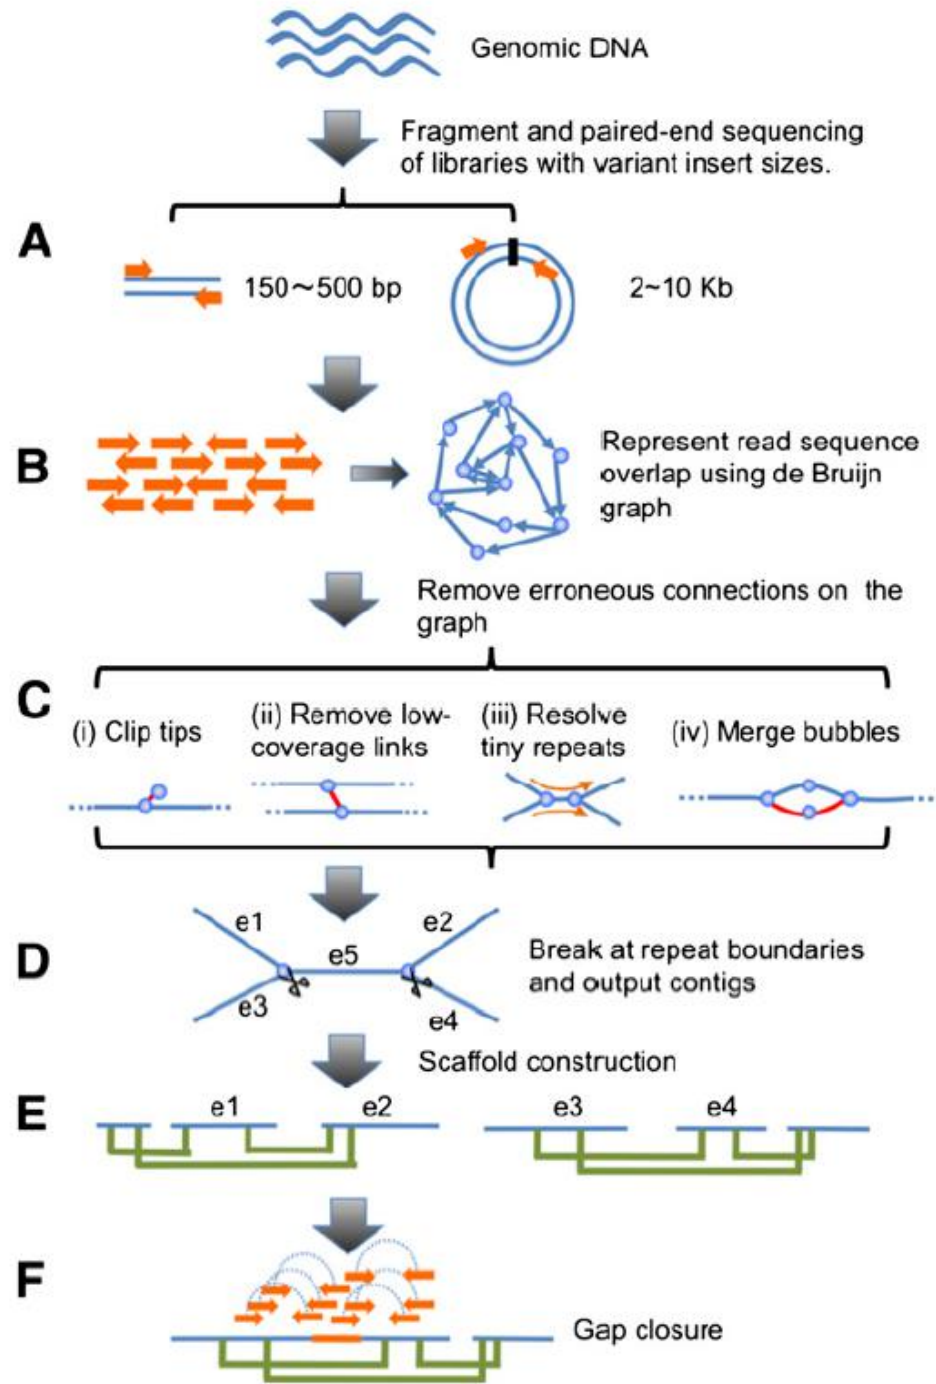 Genomic DNA
Fragment and paired-end sequencing
of libraries with variant insert sizes.
A
150~500 bp
2~10 Kb
B
Represent read sequence
overlap using de Bruijn
graph
Remove erroneous connections on the
graph
C
(i) Clip tips
(ii) Remove low-
coverage links
(iii) Resolve
tiny repeats
(iv) Merge bubbles
D
e1
e2
e5
e3
e4
Break at repeat boundaries
and output contigs
Scaffold construction
E
e1
e2
e3
e4
F
Gap closure